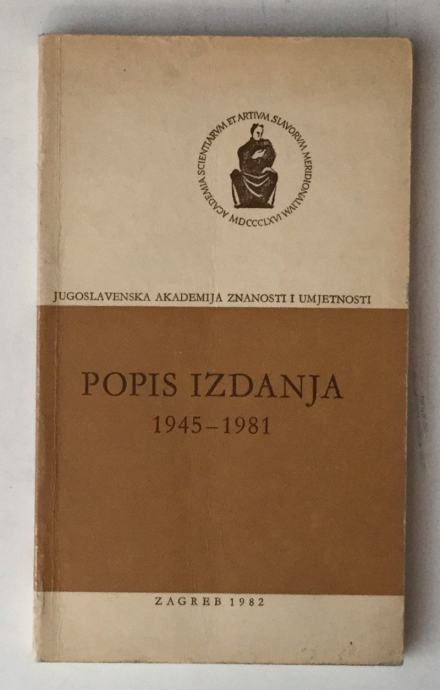 ACADEMIA SCIENTIARVM ET ARTIVM SLAVORVM MERIDIONALIVM MDCCCLXVI
JUGOSLAVENSKA AKADEMIJA ZNANOSTI I UMJETNOSTI
POPIS IZDANJA
1945–1981
ZAGREB 1982